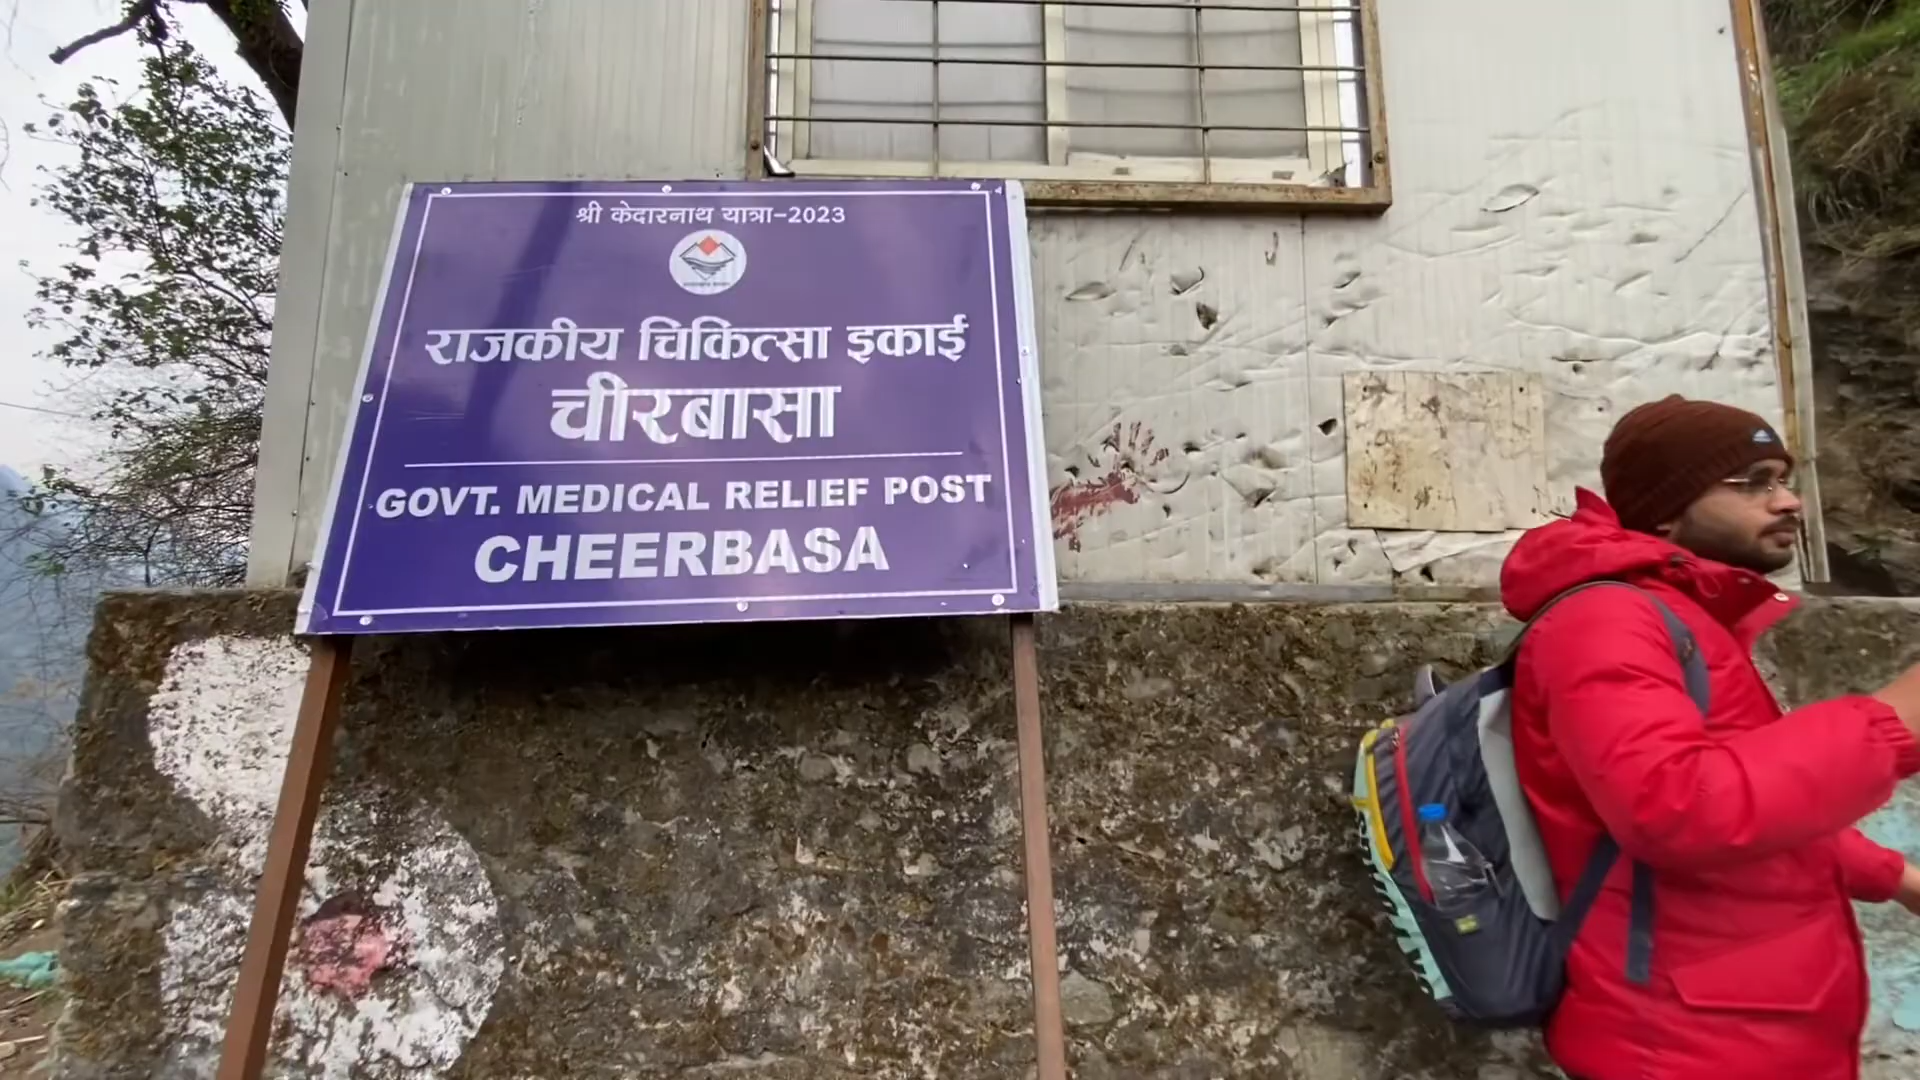 श्री केदारनाथ यात्रा-2023
राजकीय चिकित्सा इकाई
चीरबासा
GOVT. MEDICAL RELIEF POST
CHEERBASA